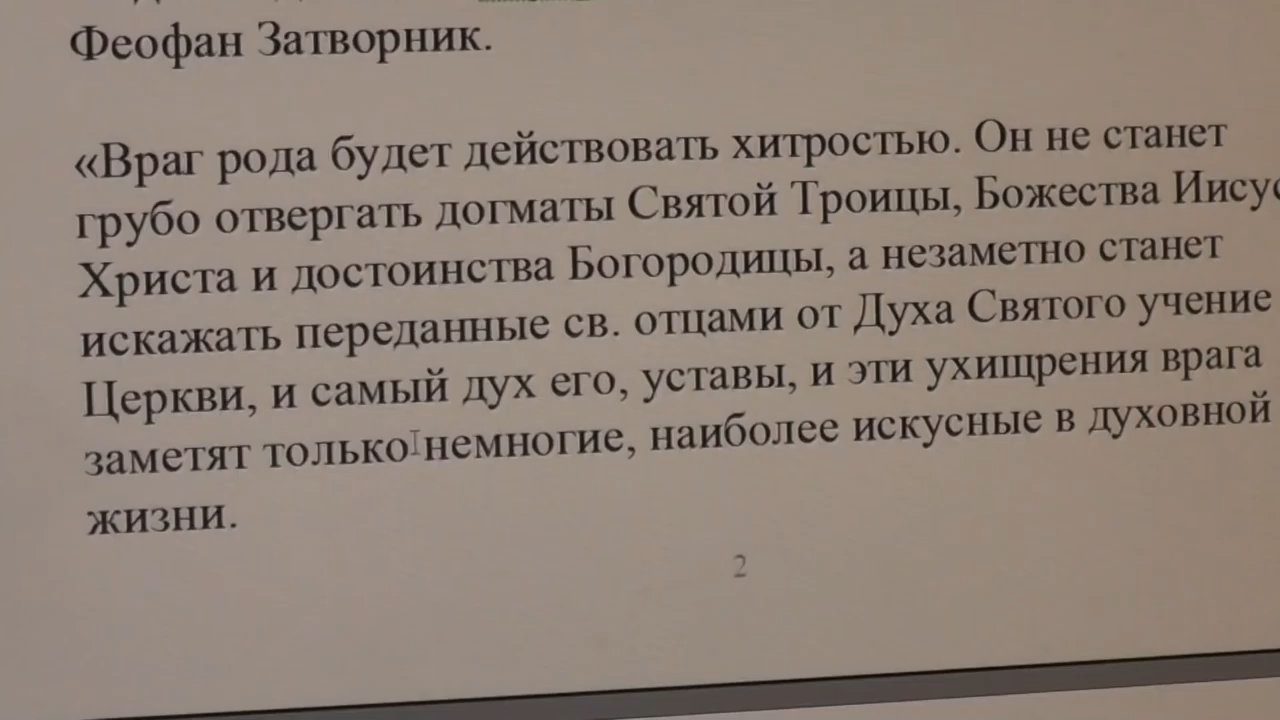 Феофан Затворник.
«Враг рода будет действовать хитростью. Он не станет
грубо отвергать догматы Святой Троицы, Божества
Христа и достоинства Богородицы, а незаметно станет
искажать переданные св. отцами от Духа Святого учение
Церкви, и самый дух его, уставы, и эти ухищрения врага
заметят только немногие, наиболее искусные в духовной
жизни.
2